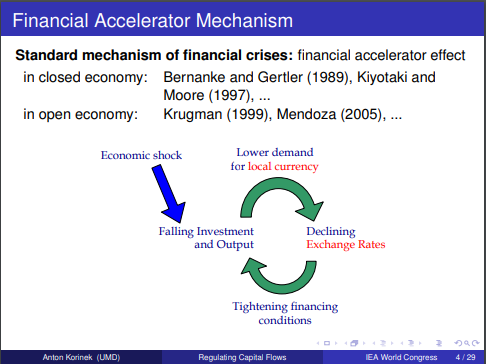 Financial Accelerator Mechanism
Standard mechanism of financial crises: financial accelerator effect
in closed economy: Bernanke and Gertler (1989), Kiyotaki and
Moore (1997), ...
in open economy: Krugman (1999), Mendoza (2005), ...
Economic shock
Lower demand
for local currency
Falling Investment
and Output
Declining
Exchange Rates
Tightening financing
conditions
Anton Korinek (UMD) Regulating Capital Flows IEA World Congress 4 / 29